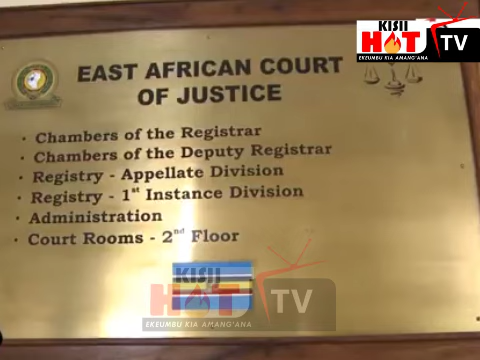 KISII
HOT TV
EKEUMBU KIA AMANG'ANA
EAST AFRICAN COURT
OF JUSTICE
· Chambers of the Registrar
· Chambers of the Deputy Registrar
· Registry - Appellate Division
· Registry - 1st Instance Division
· Administration
· Court Rooms - 2nd Floor
KISII
HOT TV
EKEUMBU KIA AMANG'ANA